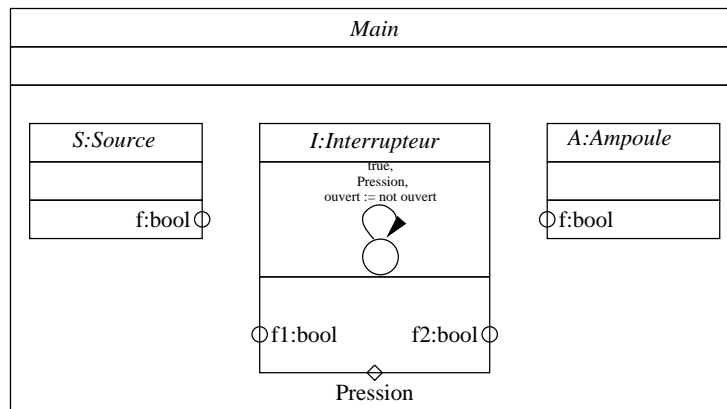 Main
S:Source
I:Interrupteur
A:Ampoule
true,
Pression,
ouvert := not ouvert
f:bool
f:bool
f1:bool
f2:bool
Pression